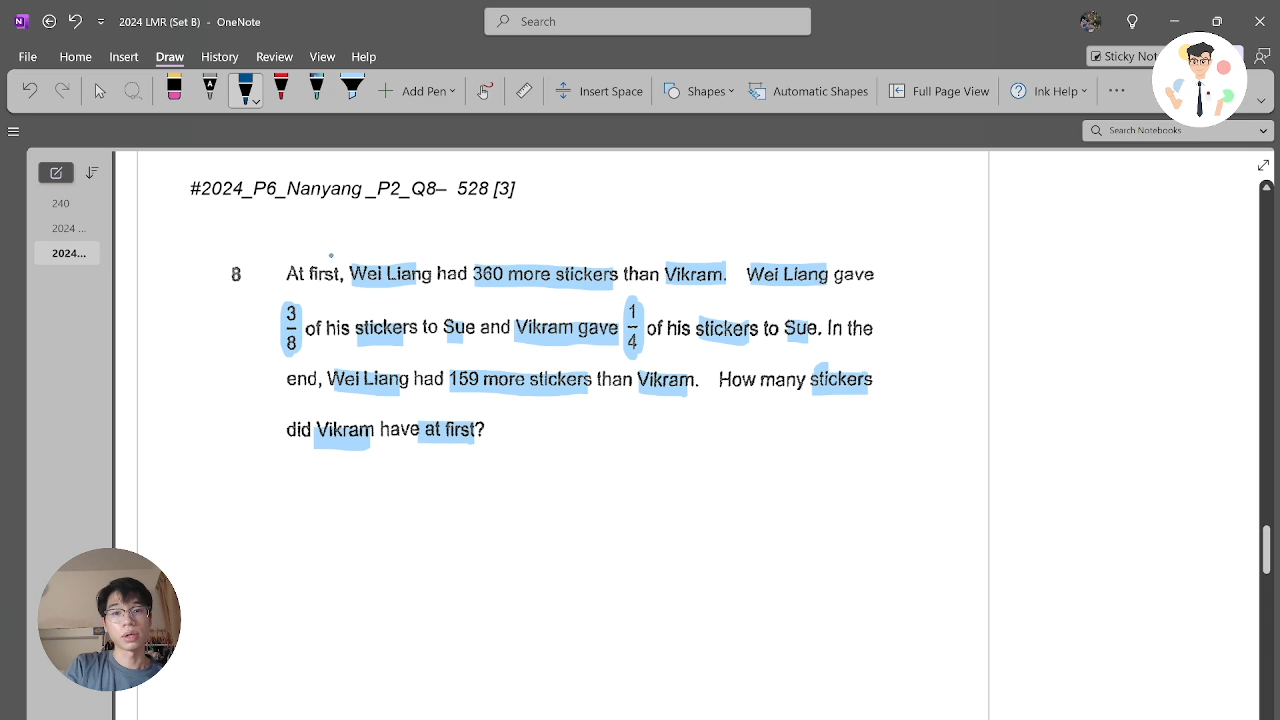 2024 LMR (Set B) - OneNote
Search
File Home Insert Draw History Review View Help
Sticky Not
Add Pen
Insert Space
Shapes
Automatic Shapes
Full Page View
Ink Help
Search Notebooks
240
2024 ...
2024...
#2024_P6_Nanyang _P2_Q8– 528 [3]
8 At first, Wei Liang had 360 more stickers than Vikram. Wei Liang gave
3/8 of his stickers to Sue and Vikram gave 1/4 of his stickers to Sue. In the
end, Wei Liang had 159 more stickers than Vikram. How many stickers
did Vikram have at first?